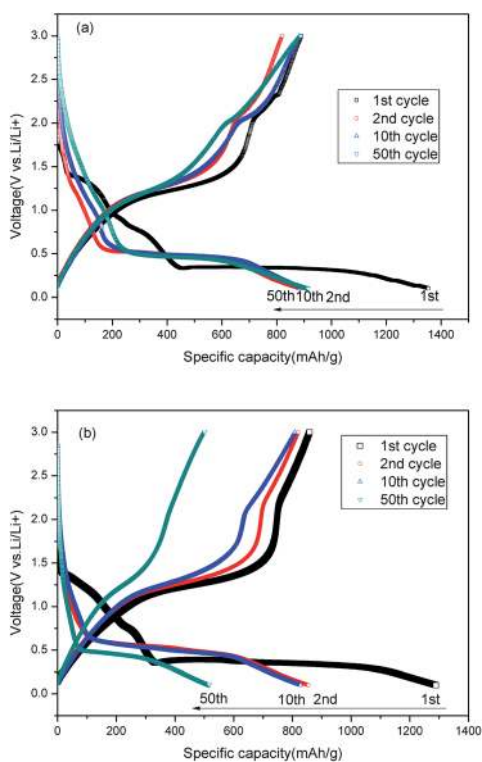 (a)
3.0
2.5
2.0
1.5
1.0
0.5
0.0
Voltage(V vs.Li/Li+)
1st cycle
2nd cycle
10th cycle
50th cycle
50th 10th 2nd 1st
0 200 400 600 800 1000 1200 1400
Specific capacity(mAh/g)
(b)
3.0
2.5
2.0
1.5
1.0
0.5
0.0
Voltage(V vs.Li/Li+)
1st cycle
2nd cycle
10th cycle
50th cycle
50th 10th 2nd 1st
0 200 400 600 800 1000 1200 1400
Specific capacity(mAh/g)